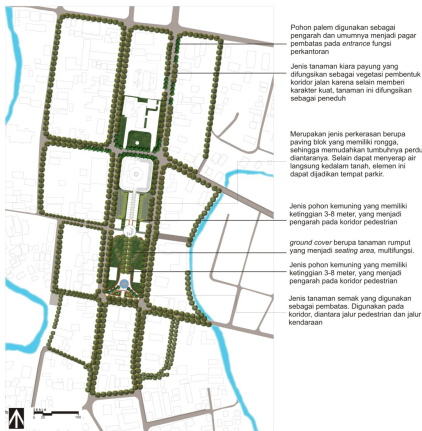 Pohon palem digunakan sebagai
pengarah dan umumnya menjadi pagar
pembatas pada entrance fungsi
perkantoran
Jenis tanaman kiara payung yang
difungsikan sebagai vegetasi pembentuk
koridor jalan karena selain memberi
karakter kuat, tanaman ini difungsikan
sebagai peneduh
Merupakan jenis perkerasan berupa
paving blok yang memiliki rongga,
sehingga memudahkan tumbuhnya perdu
diantaranya. Selain dapat menyerap air
langsung kedalam tanah, elemen ini
dapat dijadikan tempat parkir.
Jenis pohon kemuning yang memiliki
ketinggian 3-8 meter, yang menjadi
pengarah pada koridor pedestrian
ground cover berupa tanaman rumput
yang menjadi seating area, multifungsi.
Jenis pohon kemuning yang memiliki
ketinggian 3-8 meter, yang menjadi
pengarah pada koridor pedestrian
Jenis tanaman semak yang digunakan
sebagai pembatas. Digunakan pada
koridor, diantara jalur pedestrian dan jalur
kendaraan